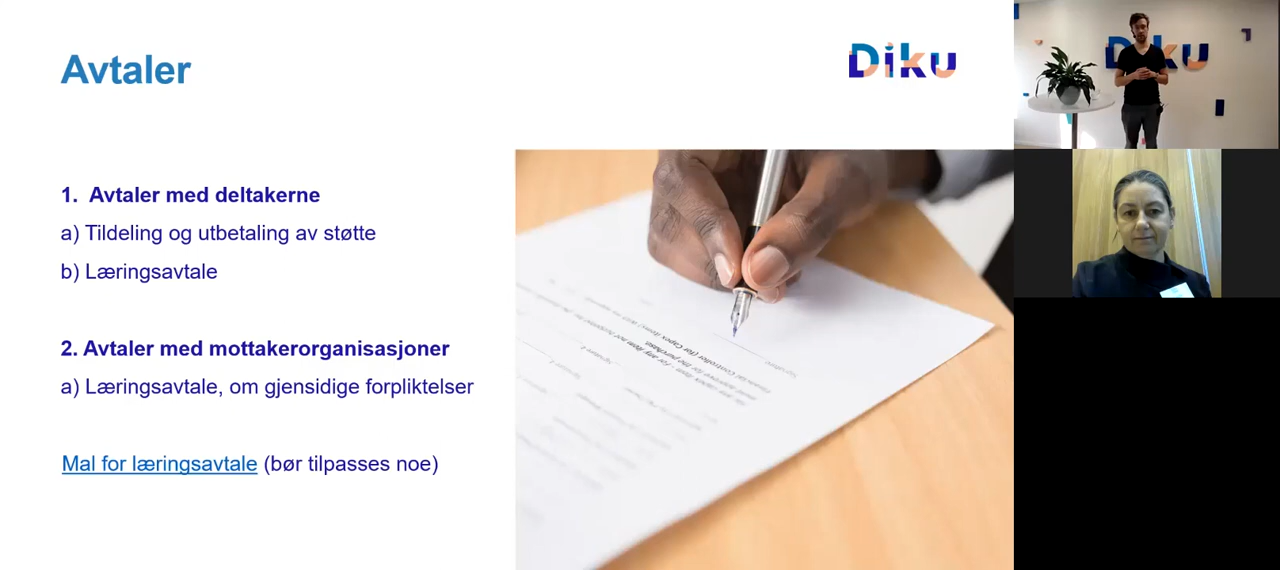 Avtaler
Diku
1. Avtaler med deltakerne
a) Tildeling og utbetaling av støtte
b) Læringsavtale
2. Avtaler med mottakerorganisasjoner
a) Læringsavtale, om gjensidige forpliktelser
Mal for læringsavtale (bør tilpasses noe)
Diku